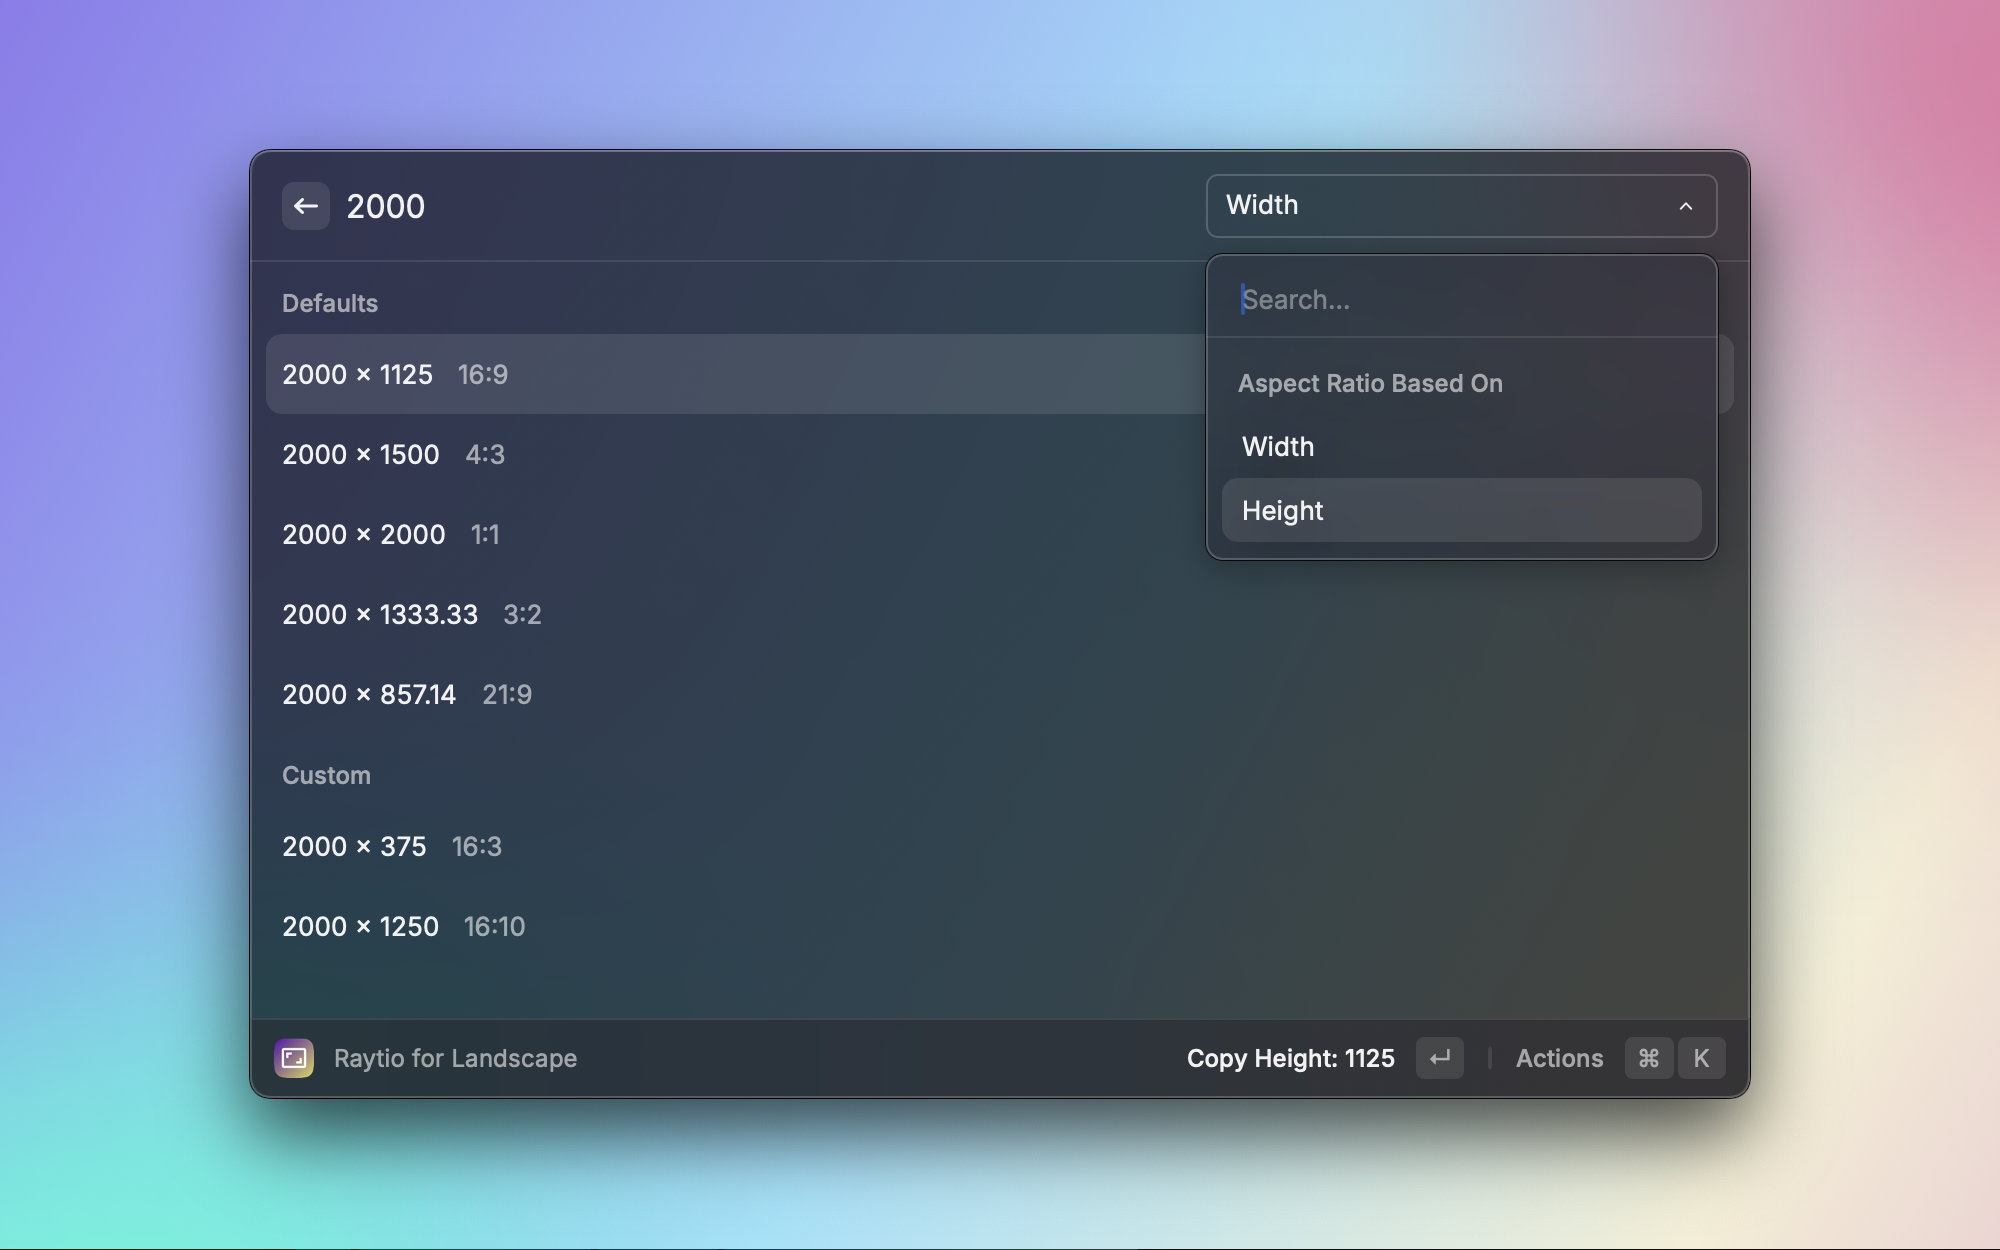 2000
Width
Search...
Aspect Ratio Based On
Width
Height
Defaults
2000 × 1125 16:9
2000 × 1500 4:3
2000 × 2000 1:1
2000 × 1333.33 3:2
2000 × 857.14 21:9
Custom
2000 × 375 16:3
2000 × 1250 16:10
Raytio for Landscape
Copy Height: 1125 ↵ | Actions ⌘ K